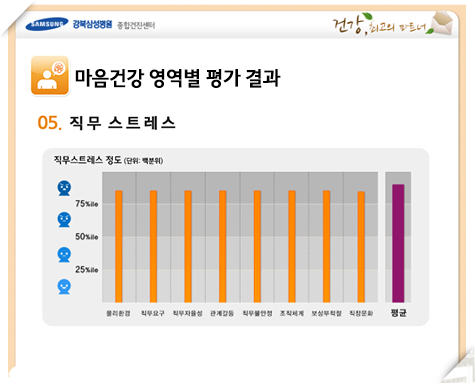 SAMSUNG 강북삼성병원 종합건진센터
건강, 최고의 파트너
마음건강 영역별 평가 결과
05. 직무 스트레스
직무스트레스 정도 (단위: 백분위)
75%ile
50%ile
25%ile
물리환경 직무요구 직무자율성 관계갈등 직무불안정 조직체계 보상부적절 직장문화 평균